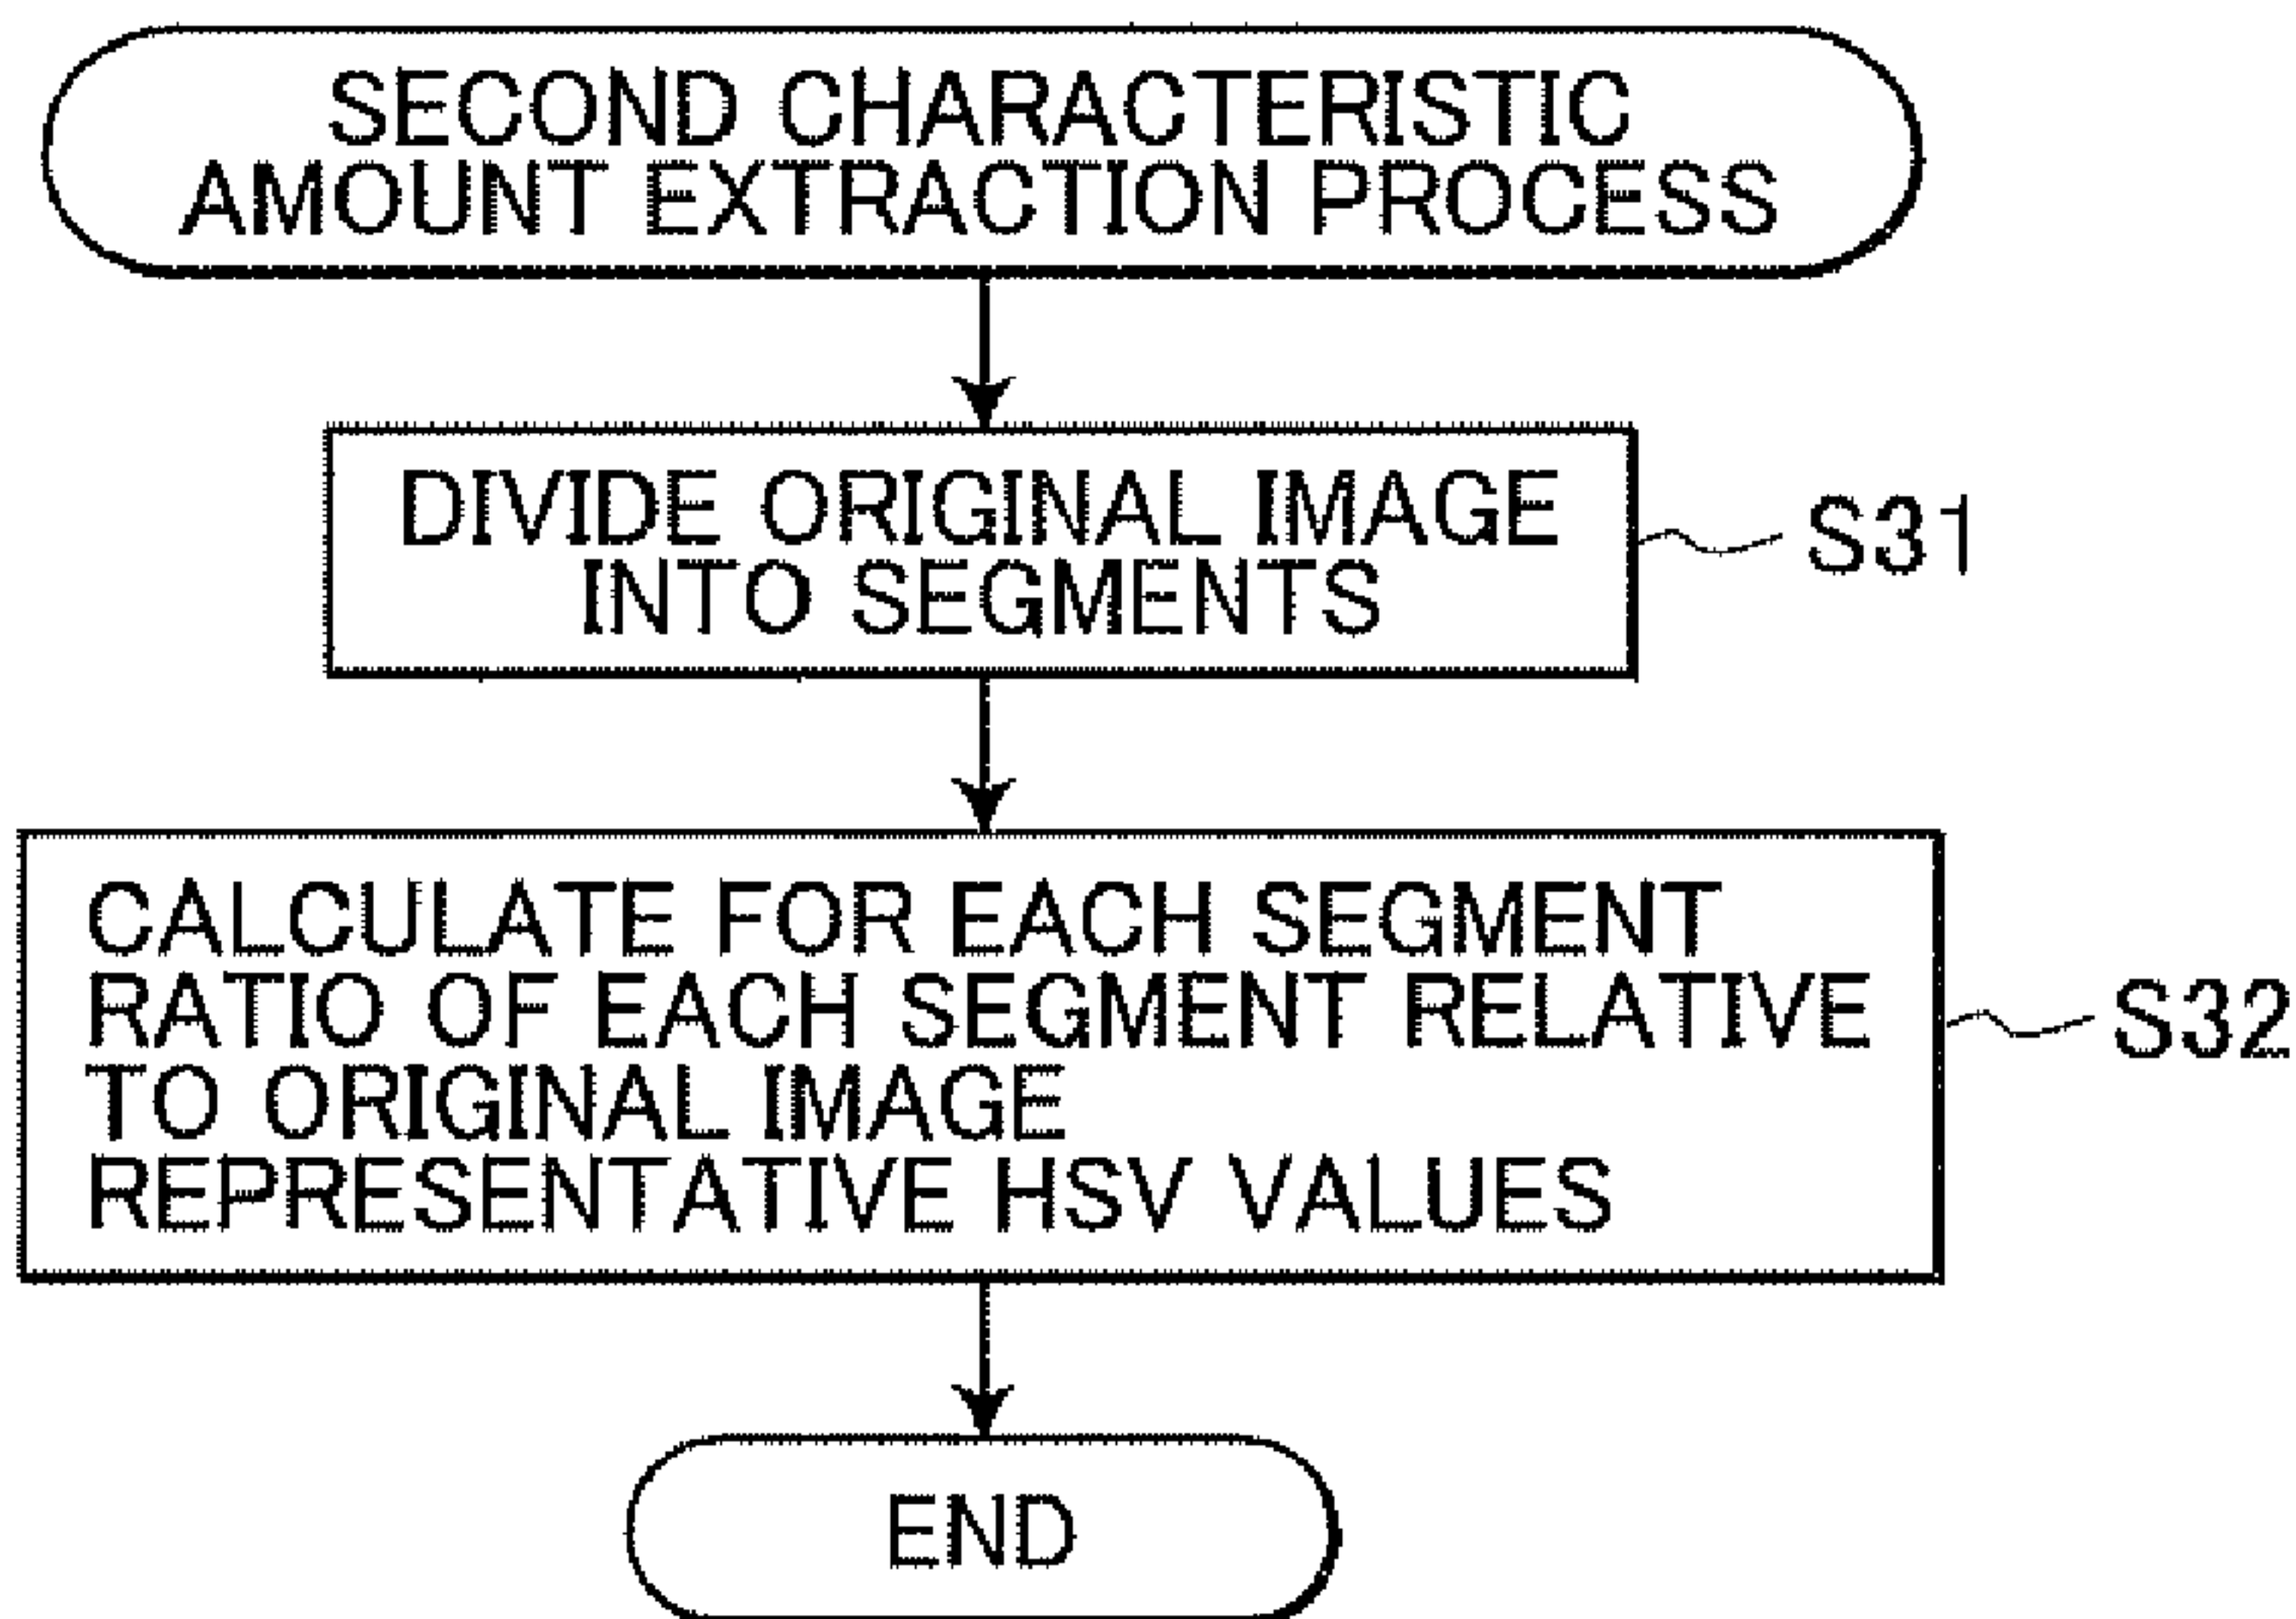 SECOND CHARACTERISTIC
AMOUNT EXTRACTION PROCESS
DIVIDE ORIGINAL IMAGE
INTO SEGMENTS
S31
CALCULATE FOR EACH SEGMENT
RATIO OF EACH SEGMENT RELATIVE
TO ORIGINAL IMAGE
REPRESENTATIVE HSV VALUES
S32
END